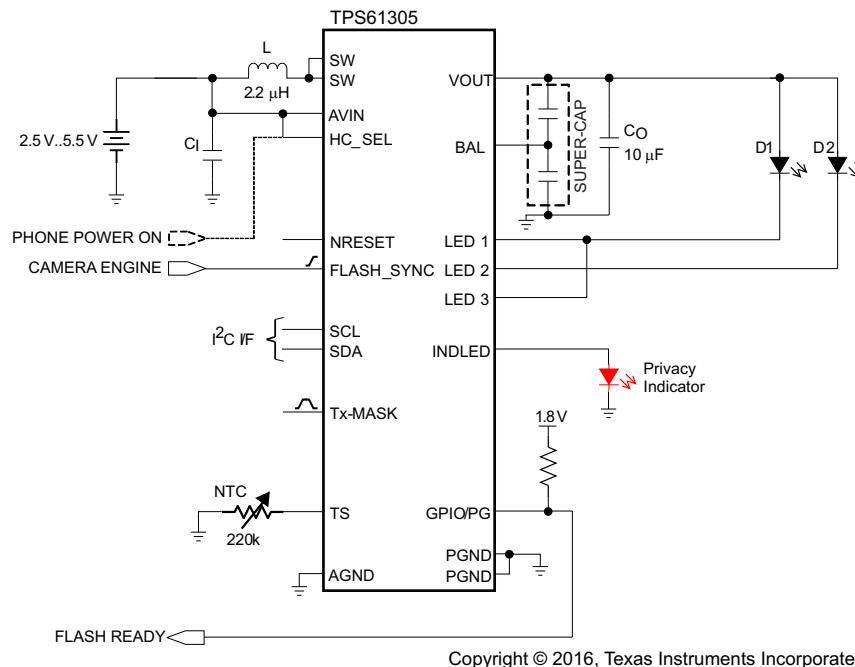 TPS61305
L
SW
SW
2.2 µH
VOUT
AVIN
2.5 V..5.5 V
CI
HC_SEL
BAL
SUPER-CAP
CO
10 µF
D1
D2
PHONE POWER ON
NRESET
LED 1
CAMERA ENGINE
FLASH_SYNC
LED 2
LED 3
I2C I/F
SCL
SDA
INDLED
Privacy
Indicator
Tx-MASK
1.8 V
NTC
TS
220k
GPIO/PG
PGND
AGND
PGND
FLASH READY
Copyright © 2016, Texas Instruments Incorporate